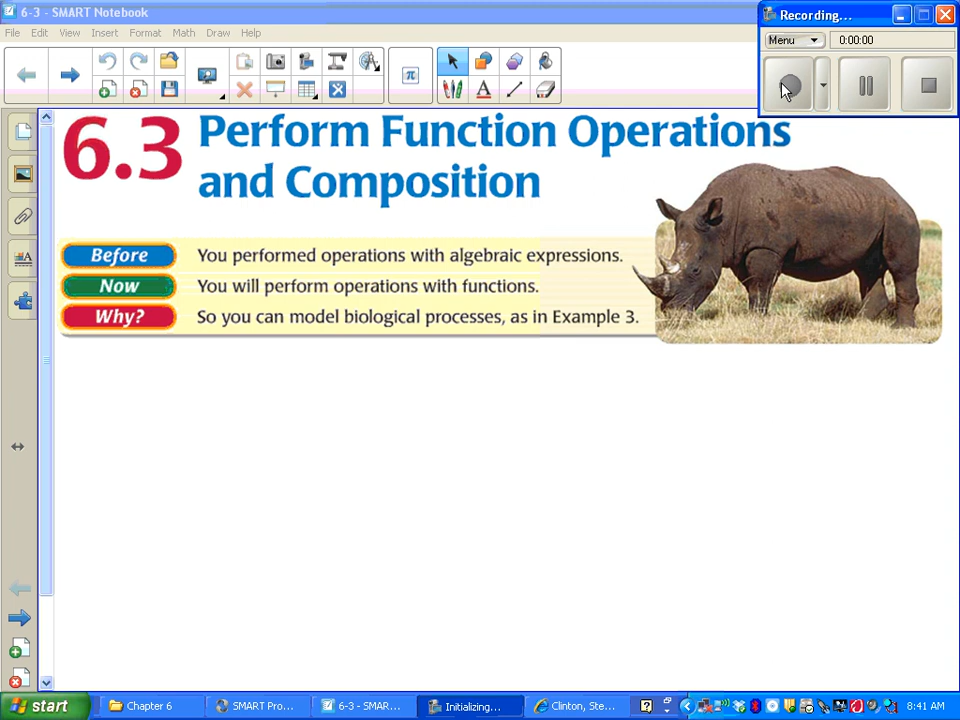 6-3 - SMART Notebook
Recording...
File Edit View Insert Format Math Draw Help
Menu 0:00:00
π
A
6.3 Perform Function Operations
and Composition
Before You performed operations with algebraic expressions.
Now You will perform operations with functions.
Why? So you can model biological processes, as in Example 3.
start Chapter 6 SMART Pro... 6-3 - SMAR... Initializing... Clinton, Ste... 8:41 AM